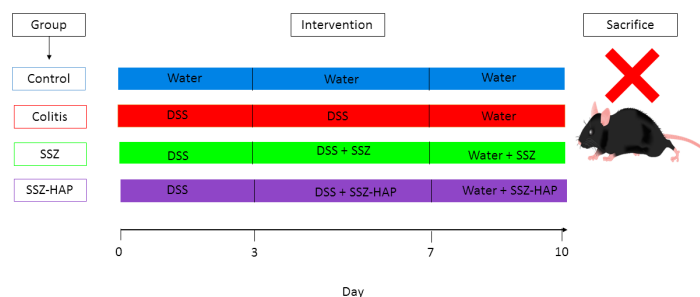 Group
Intervention
Sacrifice
Control
Water
Water
Water
Colitis
DSS
DSS
Water
SSZ
DSS
DSS + SSZ
Water + SSZ
SSZ-HAP
DSS
DSS + SSZ-HAP
Water + SSZ-HAP
0
3
7
10
Day